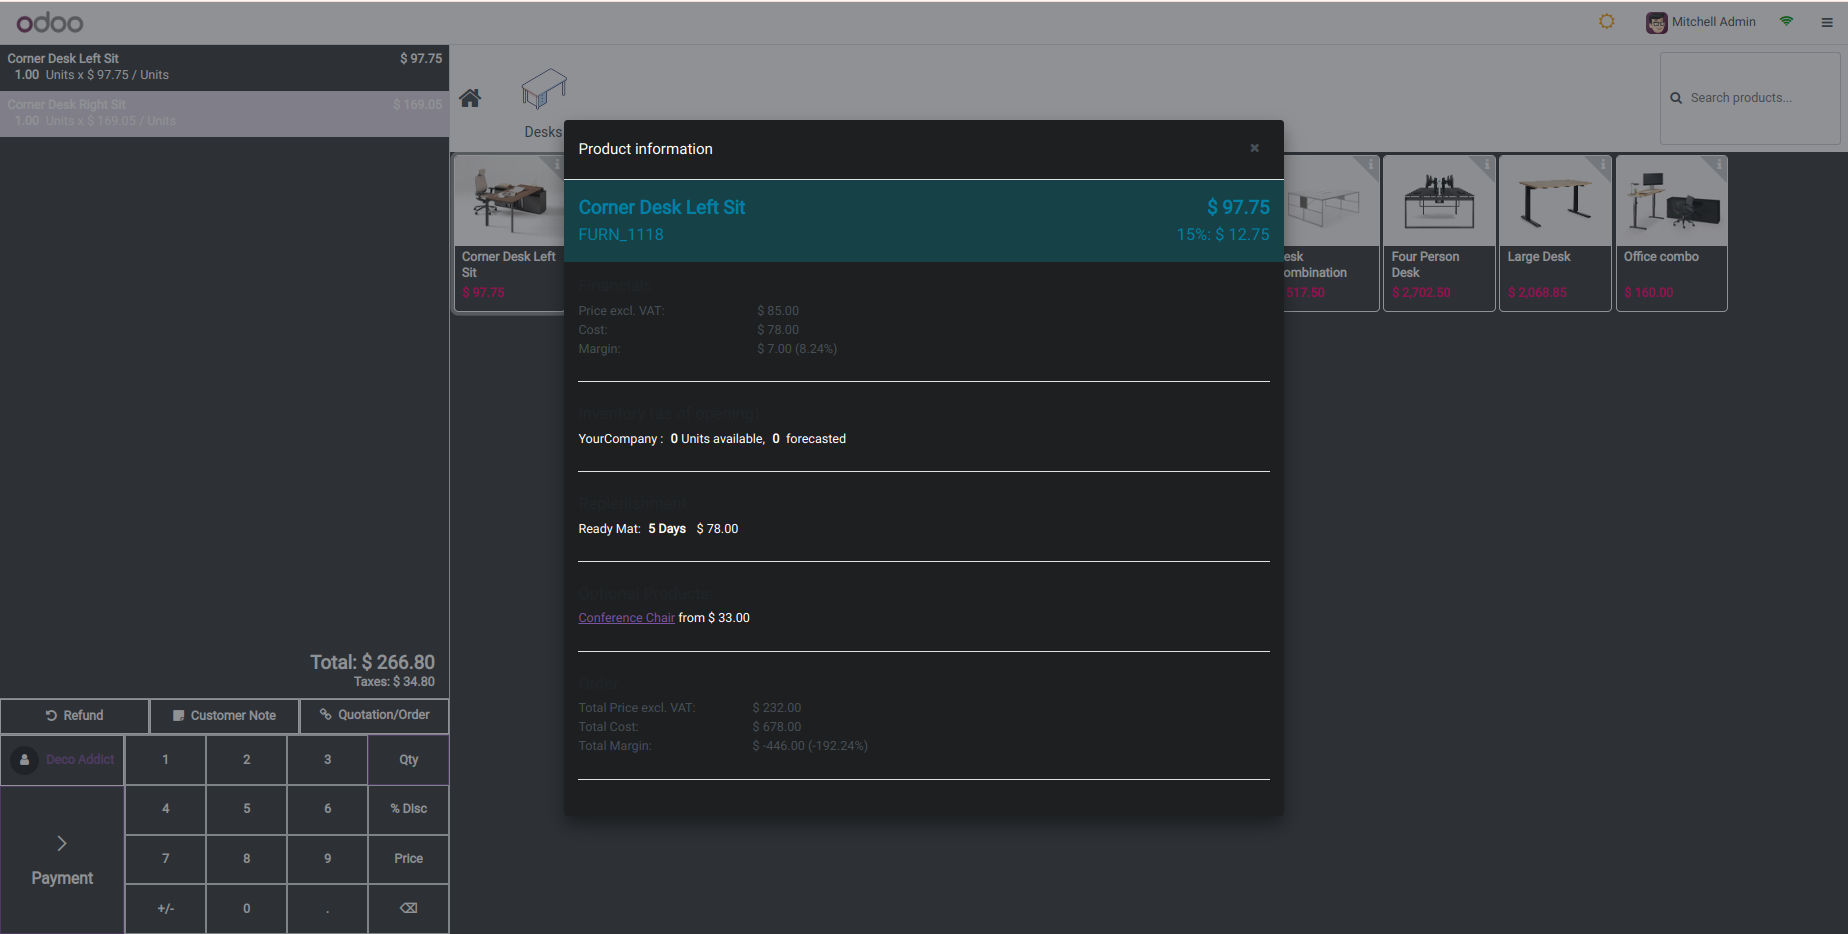 odoo
Mitchell Admin
Corner Desk Left Sit $ 97.75
1.00 Units x $ 97.75 / Units
Corner Desk Right Sit $ 169.05
1.00 Units x $ 169.05 / Units
Desks
Search products...
Corner Desk Left
Sit
$ 97.75
esk
ombination
517.50
Four Person
Desk
$ 2,702.50
Large Desk
$ 2,068.85
Office combo
$ 160.00
Product information
Corner Desk Left Sit $ 97.75
FURN_1118 15%: $ 12.75
Financials
Price excl. VAT: $ 85.00
Cost: $ 78.00
Margin: $ 7.00 (8.24%)
Inventory (as of opening)
YourCompany : 0 Units available, 0 forecasted
Replenishment
Ready Mat: 5 Days $ 78.00
Optional Products
Conference Chair from $ 33.00
Order
Total Price excl. VAT: $ 232.00
Total Cost: $ 678.00
Total Margin: $ -446.00 (-192.24%)
Total: $ 266.80
Taxes: $ 34.80
Refund Customer Note Quotation/Order
Deco Addict 1 2 3 Qty
4 5 6 % Disc
7 8 9 Price
Payment
+/- 0 .